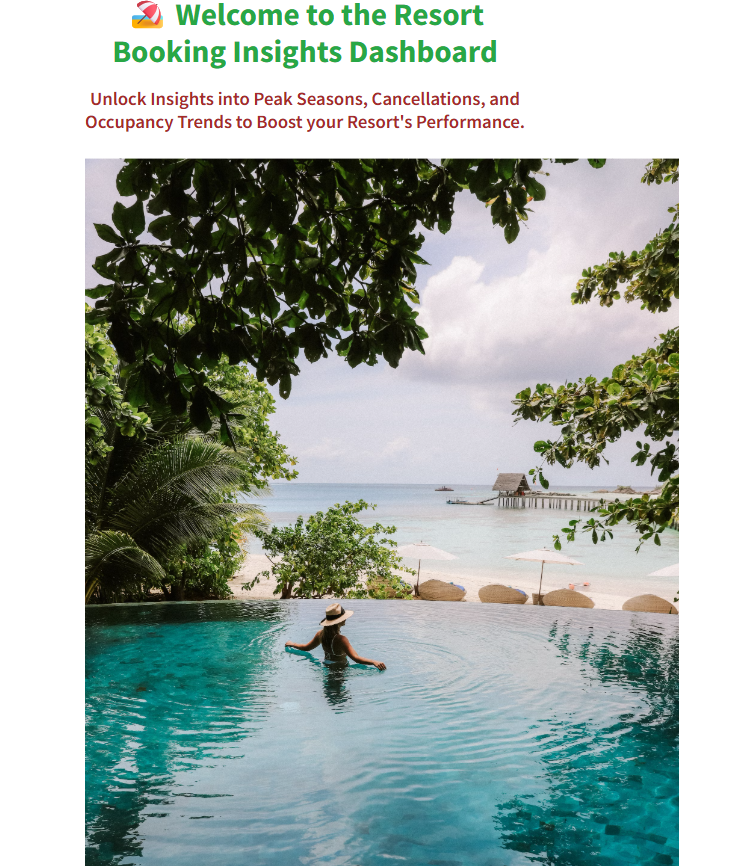 🏖️ Welcome to the Resort
Booking Insights Dashboard
Unlock Insights into Peak Seasons, Cancellations, and
Occupancy Trends to Boost your Resort's Performance.